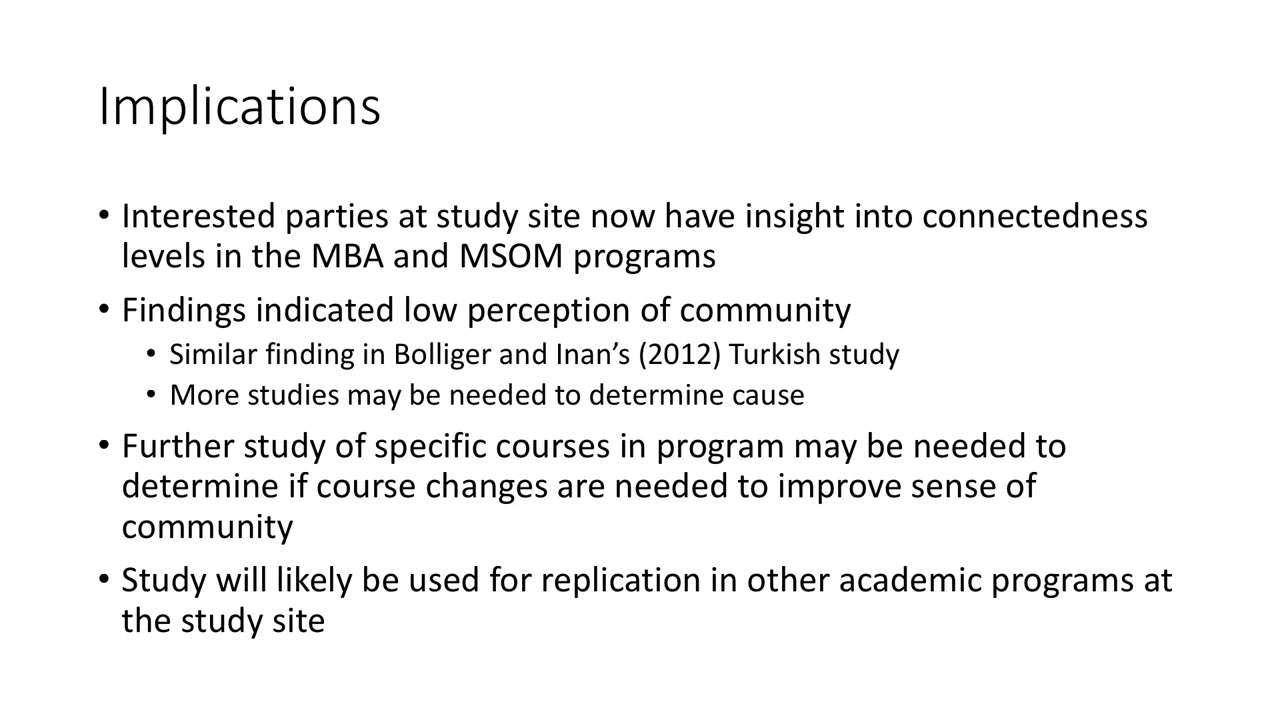 Implications
• Interested parties at study site now have insight into connectedness
levels in the MBA and MSOM programs
• Findings indicated low perception of community
• Similar finding in Bolliger and Inan’s (2012) Turkish study
• More studies may be needed to determine cause
• Further study of specific courses in program may be needed to
determine if course changes are needed to improve sense of
community
• Study will likely be used for replication in other academic programs at
the study site